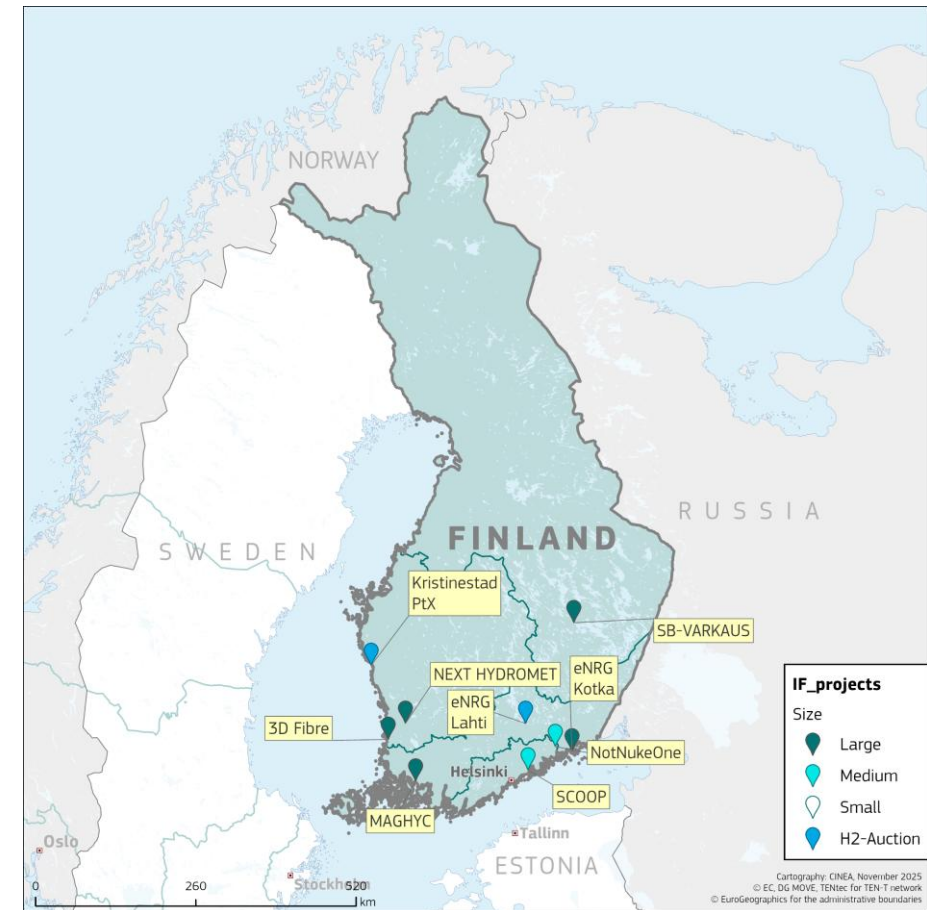 NORWAY
RUSSIA
FINLAND
SWEDEN
Kristinestad
PtX
SB-VARKAUS
NEXT HYDROMET
eNRG
Kotka
eNRG
Lahti
3D Fibre
NotNukeOne
Helsinki
SCOOP
MAGHYC
Tallinn
ESTONIA
Oslo
Stockholm
0
260
520
km
IF_projects
Size
Large
Medium
Small
H2-Auction
Cartography: CINEA, November 2025
© EC, DG MOVE, TENtec for TEN-T network
© EuroGeographics for the administrative boundaries